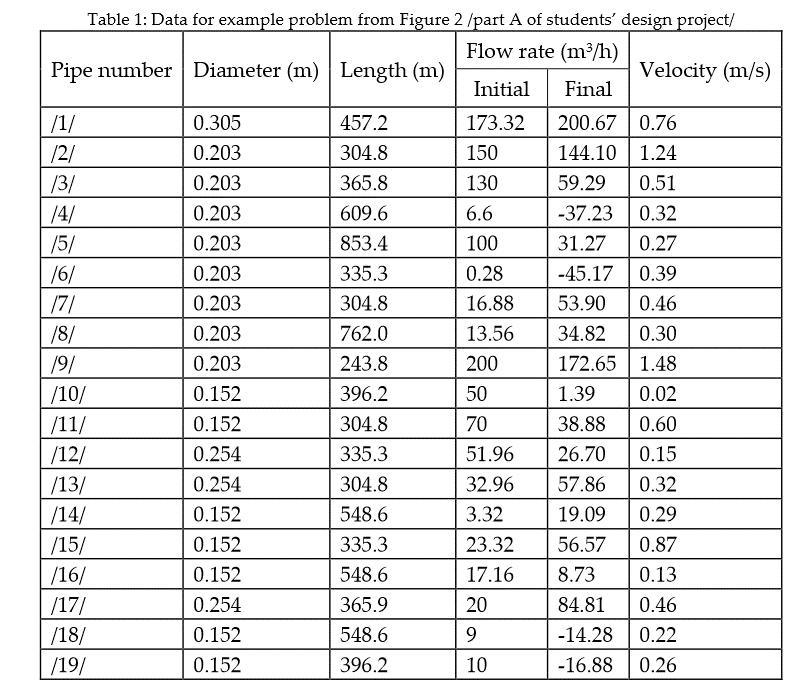 Table 1: Data for example problem from Figure 2 /part A of students’ design project/
Pipe number Diameter (m) Length (m) Flow rate (m³/h) Velocity (m/s)
Initial Final
/1/ 0.305 457.2 173.32 200.67 0.76
/2/ 0.203 304.8 150 144.10 1.24
/3/ 0.203 365.8 130 59.29 0.51
/4/ 0.203 609.6 6.6 -37.23 0.32
/5/ 0.203 853.4 100 31.27 0.27
/6/ 0.203 335.3 0.28 -45.17 0.39
/7/ 0.203 304.8 16.88 53.90 0.46
/8/ 0.203 762.0 13.56 34.82 0.30
/9/ 0.203 243.8 200 172.65 1.48
/10/ 0.152 396.2 50 1.39 0.02
/11/ 0.152 304.8 70 38.88 0.60
/12/ 0.254 335.3 51.96 26.70 0.15
/13/ 0.254 304.8 32.96 57.86 0.32
/14/ 0.152 548.6 3.32 19.09 0.29
/15/ 0.152 335.3 23.32 56.57 0.87
/16/ 0.152 548.6 17.16 8.73 0.13
/17/ 0.254 365.9 20 84.81 0.46
/18/ 0.152 548.6 9 -14.28 0.22
/19/ 0.152 396.2 10 -16.88 0.26